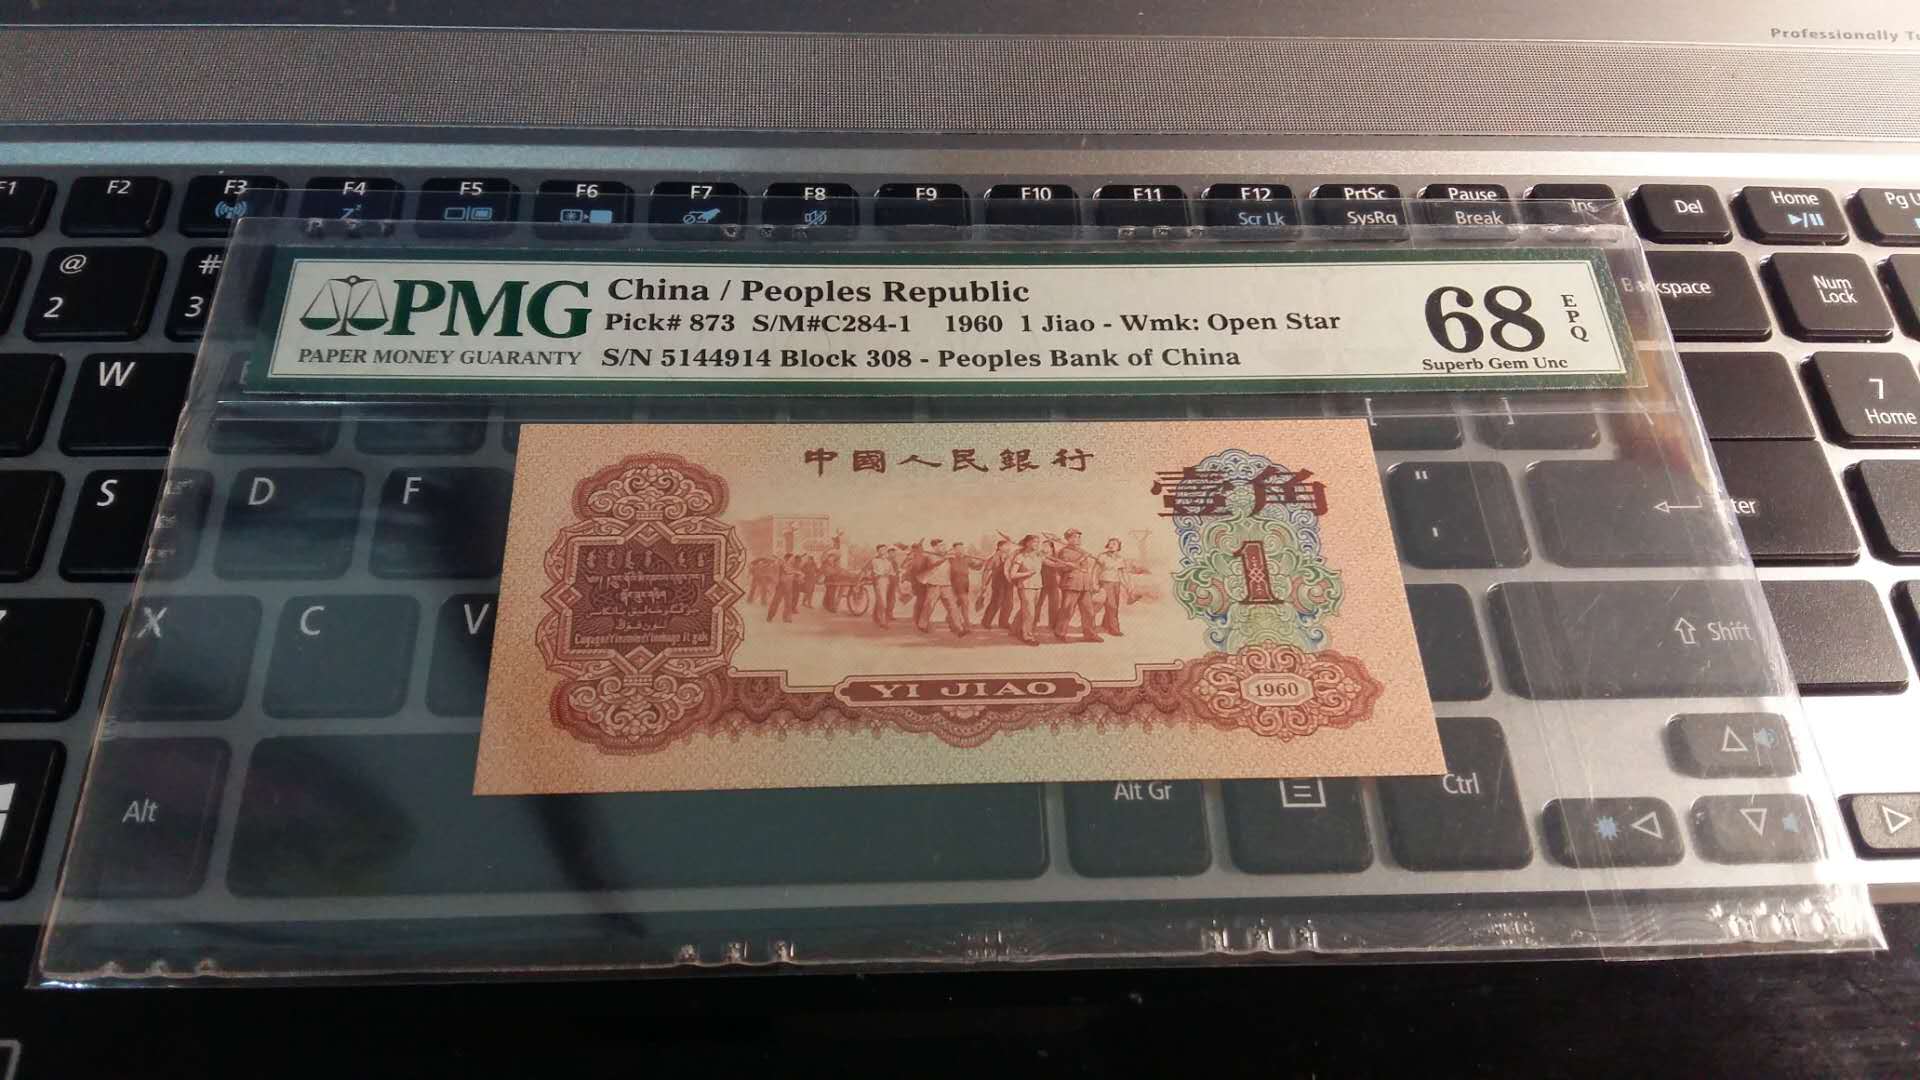 Professionally
F1 F2 F3 F4 F5 F6 F7 F8 F9 F10 F11 F12 PrtSc Pause Ins Del Home Pg
Scr Lk SysRq Break
@ #
2 3
Num Lock
PMG
PAPER MONEY GUARANTY
China / Peoples Republic
Pick# 873 S/M#C284-1 1960 1 Jiao - Wmk: Open Star
S/N 5144914 Block 308 - Peoples Bank of China
68
EPQ
Superb Gem Unc
W
7
Home
中國人民銀行
壹角
1
YI JIAO
1960
S D F
X C V
Shift
Alt Alt Gr Ctrl